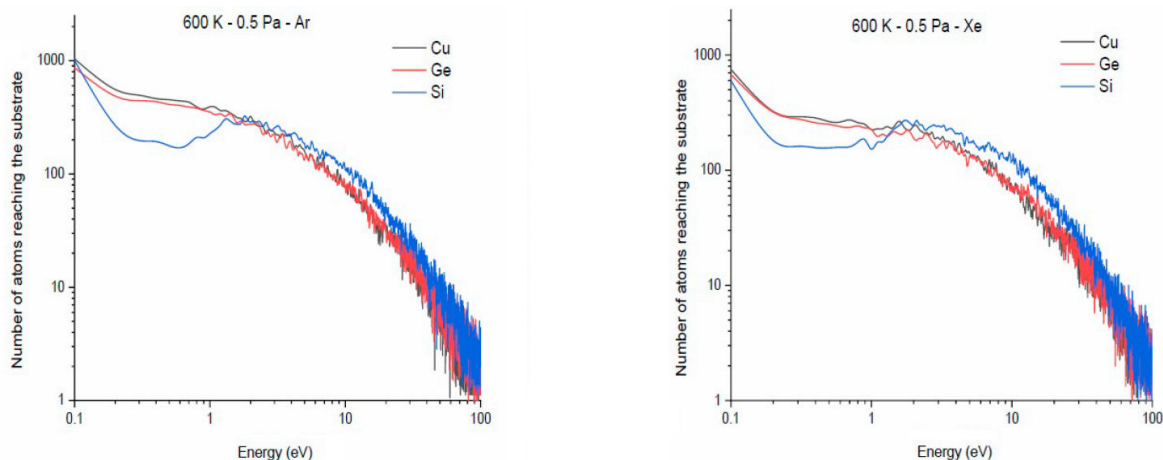 600 K - 0.5 Pa - Ar
Cu
Ge
Si
Number of atoms reaching the substrate
1000
100
10
1
0.1
1
10
100
Energy (eV)
600 K - 0.5 Pa - Xe
Cu
Ge
Si
Number of atoms reaching the substrate
1000
100
10
1
0.1
1
10
100
Energy (eV)